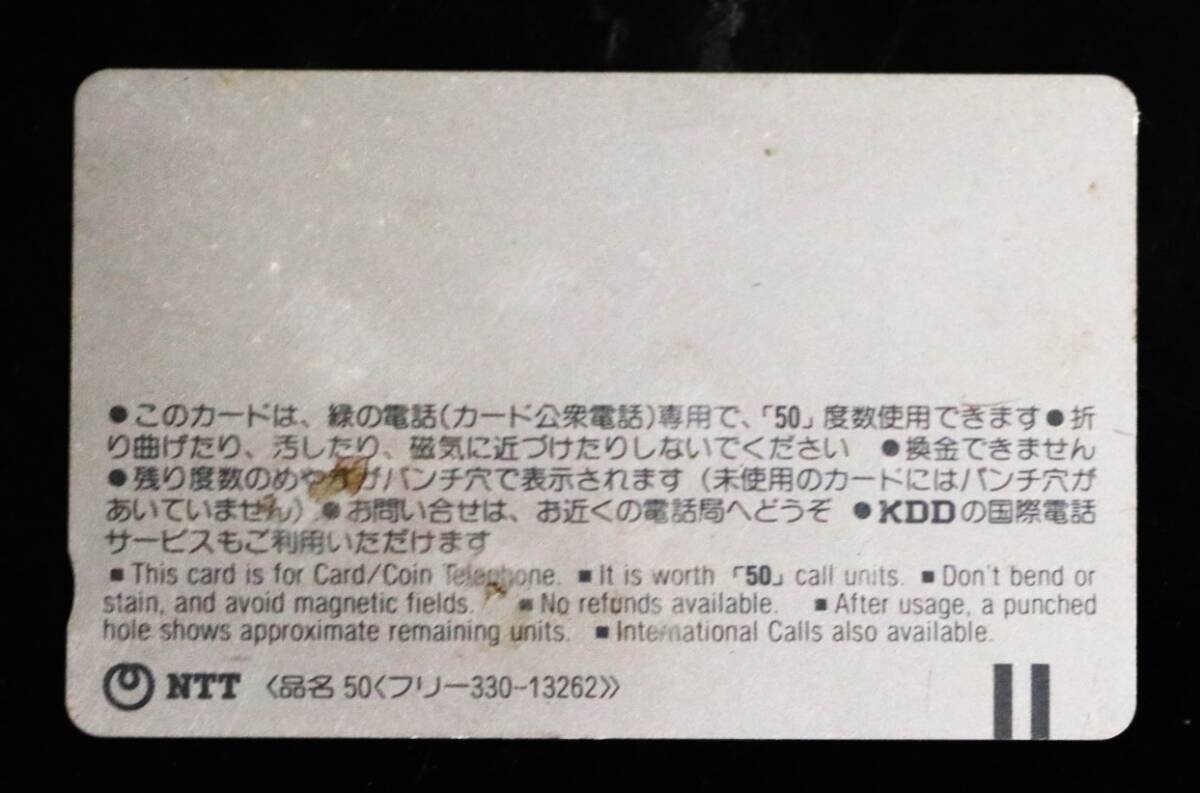 ●このカードは、緑の電話(カード公衆電話)専用で、「50」度数使用できます●折
り曲げたり、汚したり、磁気に近づけたりしないでください ●換金できません
●残り度数のめやすがパンチ穴で表示されます(未使用のカードにはパンチ穴が
あいていません)●お問い合せは、お近くの電話局へどうぞ ●KDDの国際電話
サービスもご利用いただけます
■This card is for Card/Coin Telephone. ■It is worth「50」call units. ■Don't bend or
stain, and avoid magnetic fields. ■No refunds available. ■After usage, a punched
hole shows approximate remaining units. ■International Calls also available.
NTT 〈品名 50〈フリー330-13262〉〉